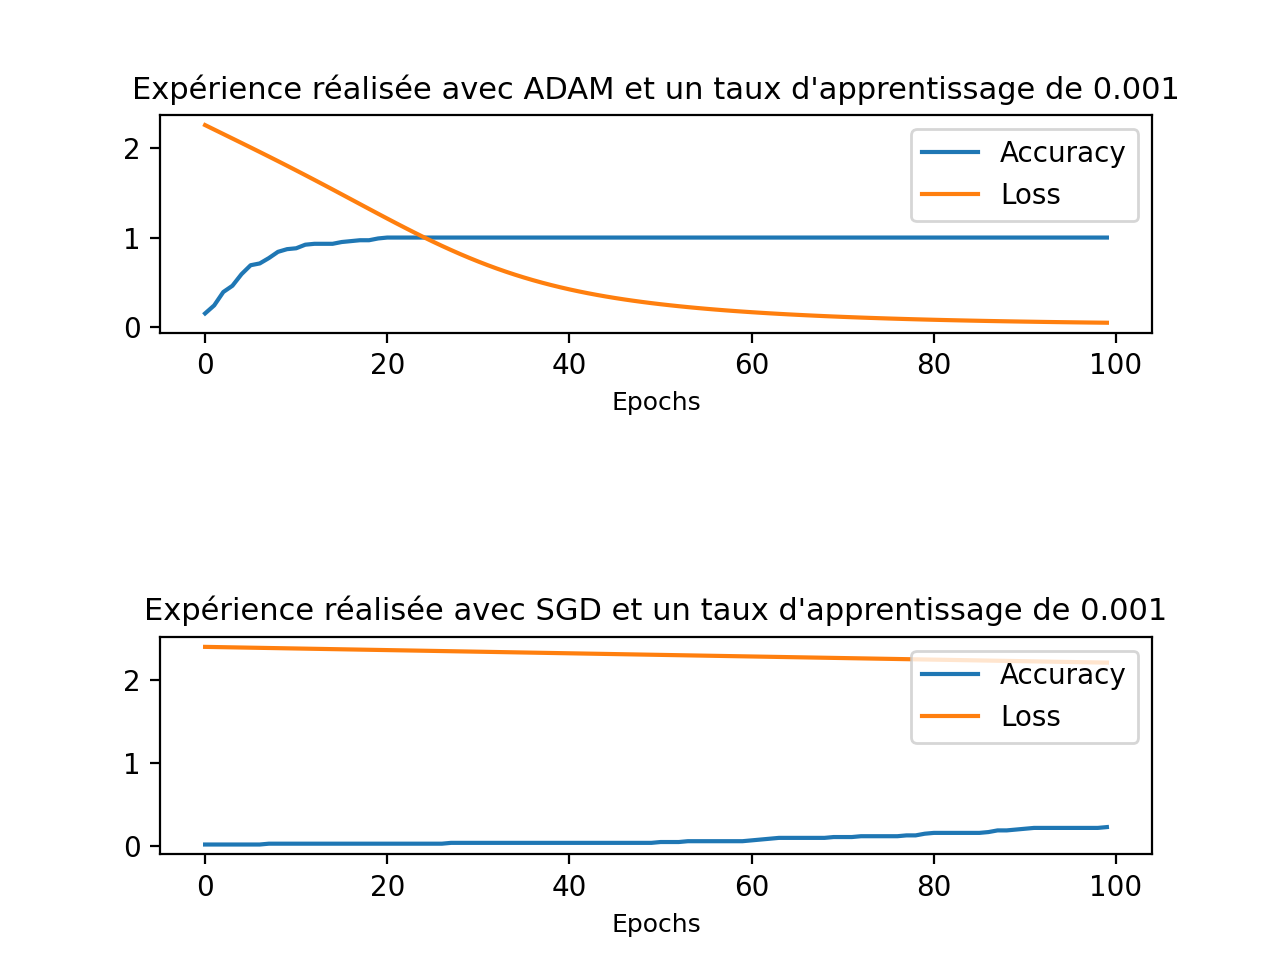 Expérience réalisée avec ADAM et un taux d'apprentissage de 0.001
Accuracy
Loss
2
1
0
0 20 40 60 80 100
Epochs
Expérience réalisée avec SGD et un taux d'apprentissage de 0.001
Accuracy
Loss
2
1
0
0 20 40 60 80 100
Epochs